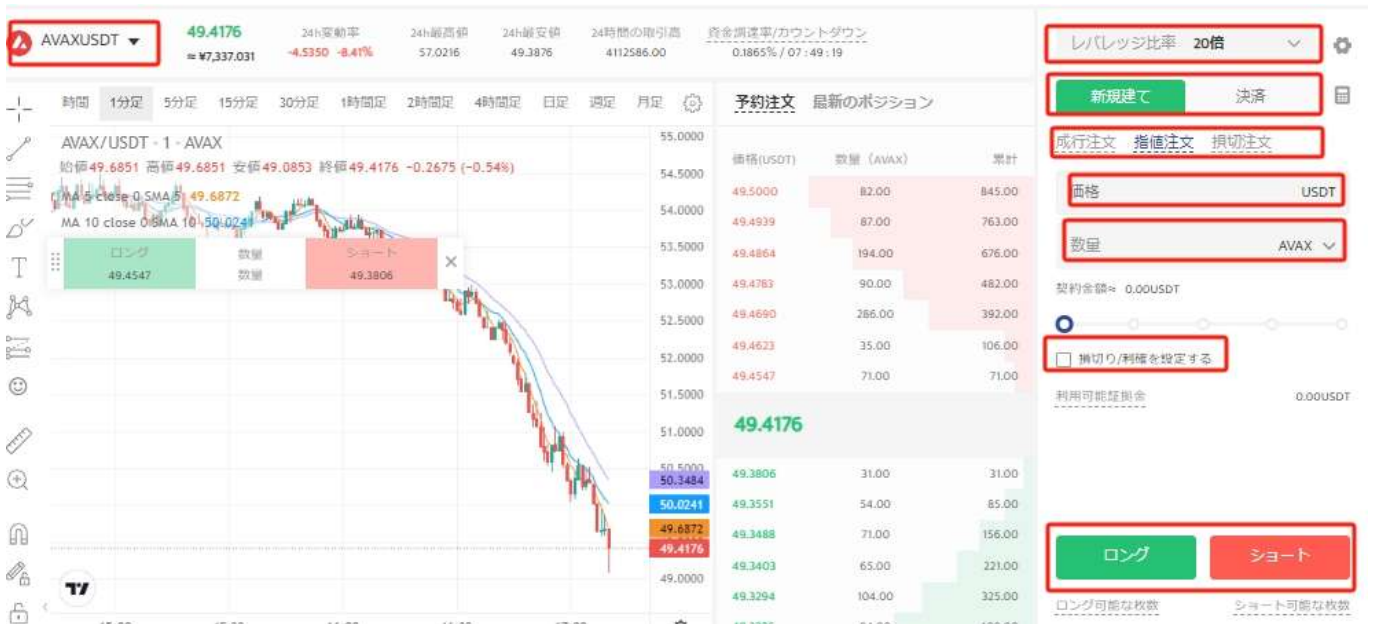 AVAXUSDT
49.4176
≈ ¥7,337.031
24h変動率
-4.5350 -8.41%
24h最高値
57.0216
24h最安値
49.3876
24時間の取引高
4112586.00
資金調達率/カウントダウン
0.1865% / 07 : 49 : 19
時間 1分足 5分足 15分足 30分足 1時間足 2時間足 4時間足 日足 週足 月足
AVAX/USDT · 1 · AVAX
始値49.6851 高値49.6851 安値49.0853 終値49.4176 -0.2675 (-0.54%)
MA 5 close 0 SMA 5 49.6872
MA 10 close 0 SMA 10 50.0241
ロング 数量 ショート
49.4547 数量 49.3806
55.0000
54.5000
54.0000
53.5000
53.0000
52.5000
52.0000
51.5000
51.0000
50.5000
50.3484
50.0241
49.6872
49.4176
49.0000
予約注文 最新のポジション
価格(USDT) 数量 (AVAX) 累計
49.5000 82.00 845.00
49.4939 87.00 763.00
49.4864 194.00 676.00
49.4783 90.00 482.00
49.4690 286.00 392.00
49.4623 35.00 106.00
49.4547 71.00 71.00
49.4176
49.3806 31.00 31.00
49.3551 54.00 85.00
49.3488 71.00 156.00
49.3403 65.00 221.00
49.3294 104.00 325.00
レバレッジ比率 20倍
新規建て 決済
成行注文 指値注文 損切注文
価格 USDT
数量 AVAX
契約金額≈ 0.00USDT
損切り/利確を設定する
利用可能証拠金 0.00USDT
ロング ショート
ロング可能な枚数 ショート可能な枚数